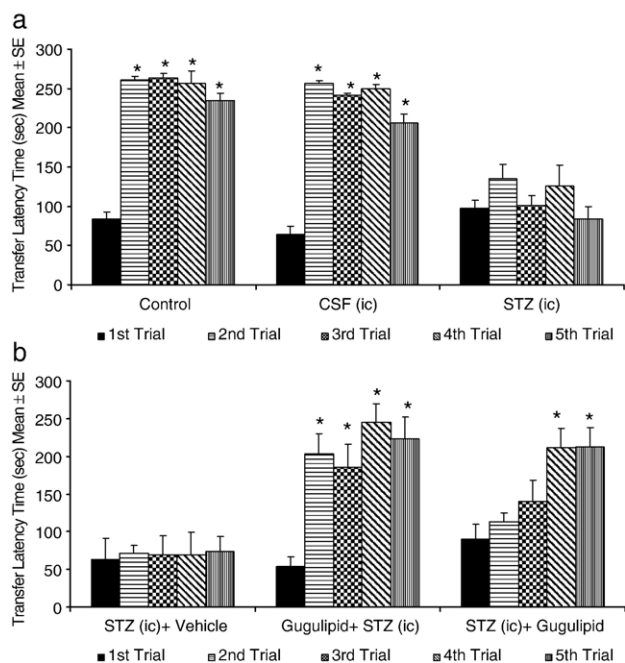 a
Transfer Latency Time (sec) Mean ± SE
300
250
200
150
100
50
0
* * * *
* * * *
Control CSF (ic) STZ (ic)
1st Trial 2nd Trial 3rd Trial 4th Trial 5th Trial
b
Transfer Latency Time (sec) Mean ± SE
300
250
200
150
100
50
0
* * * *
* *
STZ (ic)+ Vehicle Gugulipid+ STZ (ic) STZ (ic)+ Gugulipid
1st Trial 2nd Trial 3rd Trial 4th Trial 5th Trial